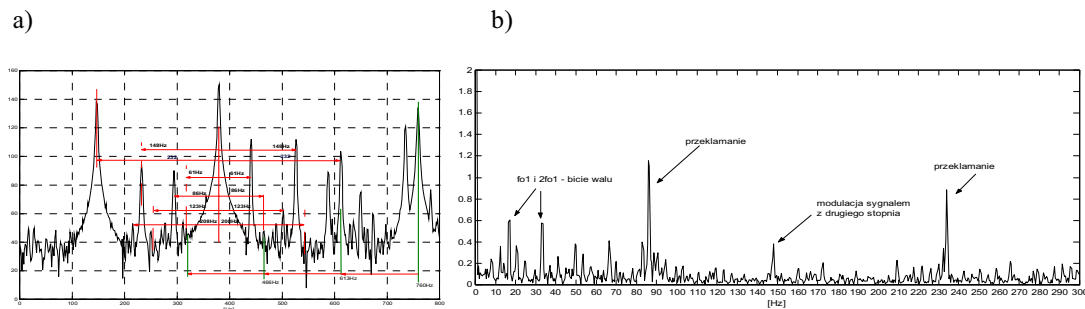 a)
b)
160
140
120
100
80
60
40
20
0
0 100 200 300 400 500 600 700 800
148Hz 148Hz
232 232
61Hz 61Hz
86Hz 86Hz
123Hz 123Hz
208Hz 208Hz
466Hz
613Hz
760Hz
2
1.8
1.6
1.4
1.2
1
0.8
0.6
0.4
0.2
0
przeklamanie
fo1 i 2fo1 - bicie walu
przeklamanie
modulacja sygnalem
z drugiego stopnia
0 10 20 30 40 50 60 70 80 90 100 110 120 130 140 150 160 170 180 190 200 210 220 230 240 250 260 270 280 290 300
[Hz]